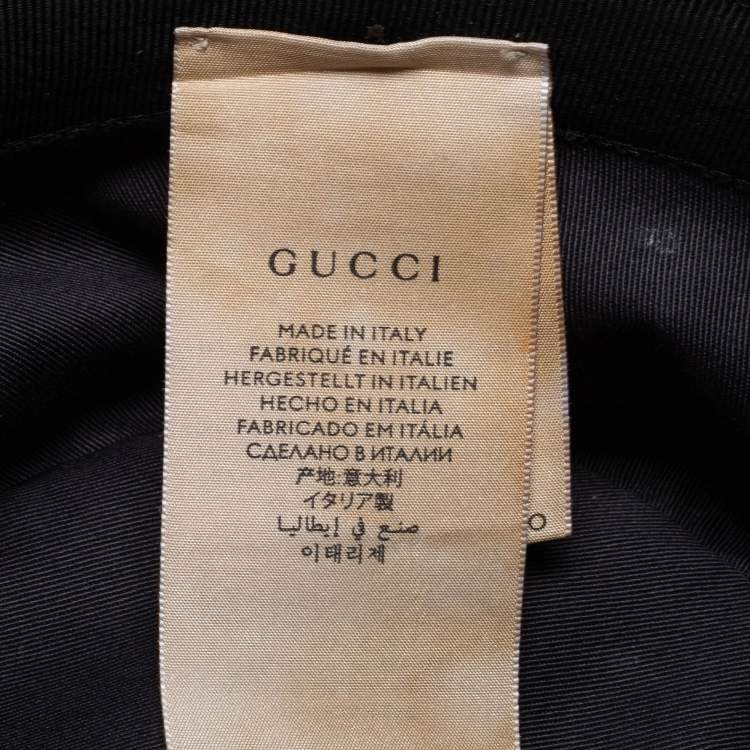 GUCCI
MADE IN ITALY
FABRIQUÉ EN ITALIE
HERGESTELLT IN ITALIEN
HECHO EN ITALIA
FABRICADO EM ITÁLIA
СДЕЛАНО В ИТАЛИИ
产地:意大利
イタリア製
صنع في إيطاليا
이태리제
O